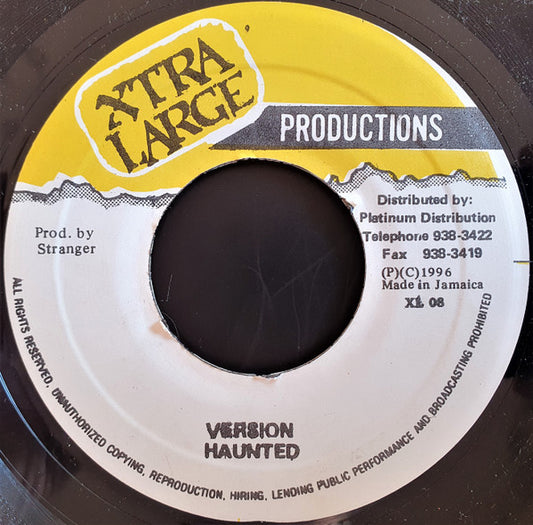 XTRA
LARGE
PRODUCTIONS
Prod. by
Stranger
Distributed by:
Platinum Distribution
Telephone 938-3422
Fax 938-3419
(P)(C)1996
Made in Jamaica
XL 08
VERSION
HAUNTED
ALL RIGHTS RESERVED, UNAUTHORIZED COPYING, REPRODUCTION, HIRING, LENDING PUBLIC PERFORMANCE AND BROADCASTING PROHIBITED